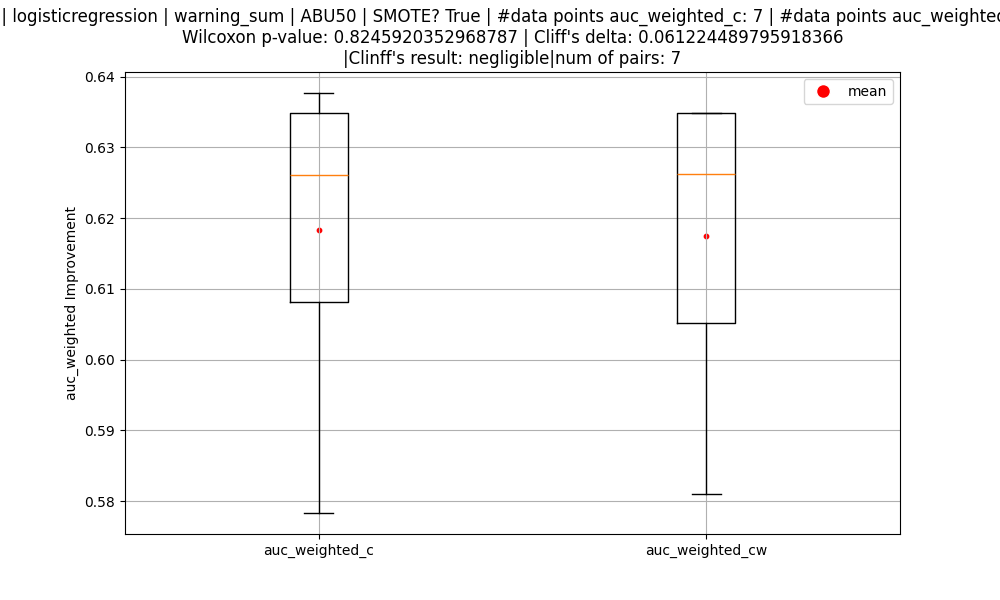 | logisticregression | warning_sum | ABU50 | SMOTE? True | #data points auc_weighted_c: 7 | #data points
Wilcoxon p-value: 0.8245920352968787 | Cliff's delta: 0.061224489795918366
|Clinff's result: negligible|num of pairs: 7
mean
0.64
0.63
0.62
0.61
0.60
0.59
0.58
auc_weighted Improvement
auc_weighted_c
auc_weighted_cw